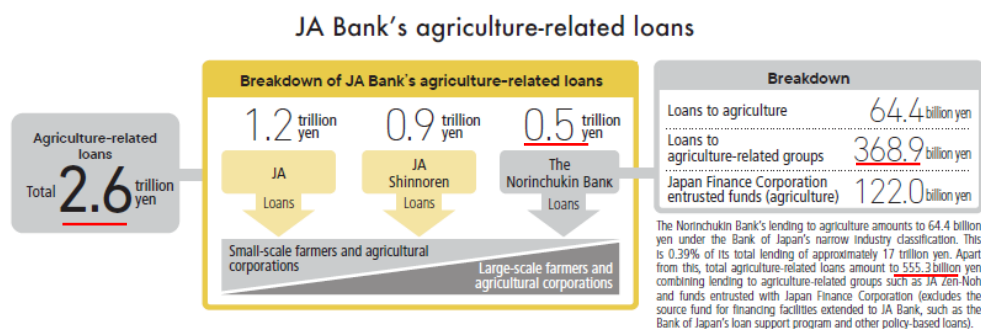 JA Bank's agriculture-related loans
Agriculture-related
loans
Total 2.6 trillion
yen
Breakdown of JA Bank's agriculture-related loans
1.2 trillion
yen
0.9 trillion
yen
0.5 trillion
yen
JA
JA
Shinnoren
The
Norinchukin Bank
Loans
Loans
Loans
Small-scale farmers and agricultural
corporations
Large-scale farmers and
agricultural corporations
Breakdown
Loans to agriculture 64.4 billion yen
Loans to
agriculture-related groups 368.9 billion yen
Japan Finance Corporation
entrusted funds (agriculture) 122.0 billion yen
The Norinchukin Bank's lending to agriculture amounts to 64.4 billion
yen under the Bank of Japan's narrow industry classification. This
is 0.39% of its total lending of approximately 17 trillion yen. Apart
from this, total agriculture-related loans amount to 555.3 billion yen
combining lending to agriculture-related groups such as JA Zen-Noh
and funds entrusted with Japan Finance Corporation (excludes the
source fund for financing facilities extended to JA Bank, such as the
Bank of Japan's loan support program and other policy-based loans).